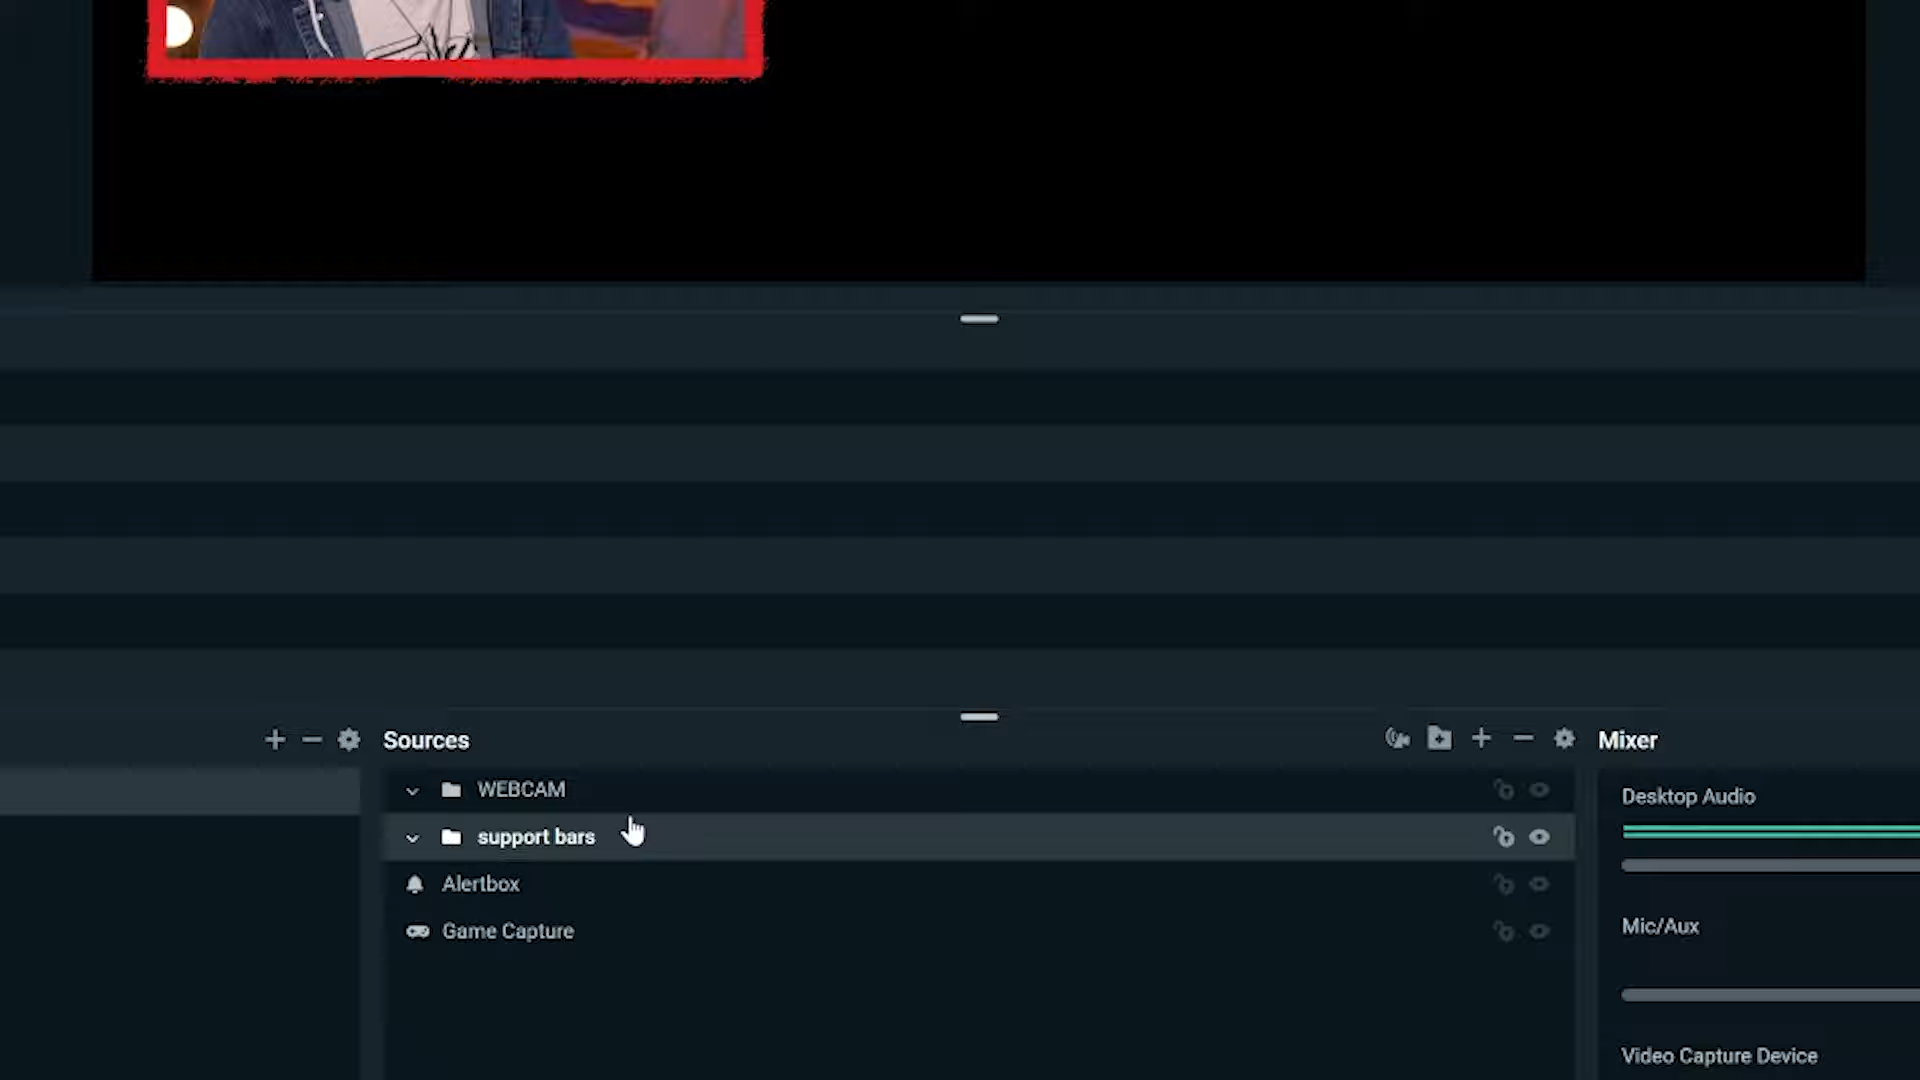 Sources
Mixer
WEBCAM
Desktop Audio
support bars
Alertbox
Game Capture
Mic/Aux
Video Capture Device